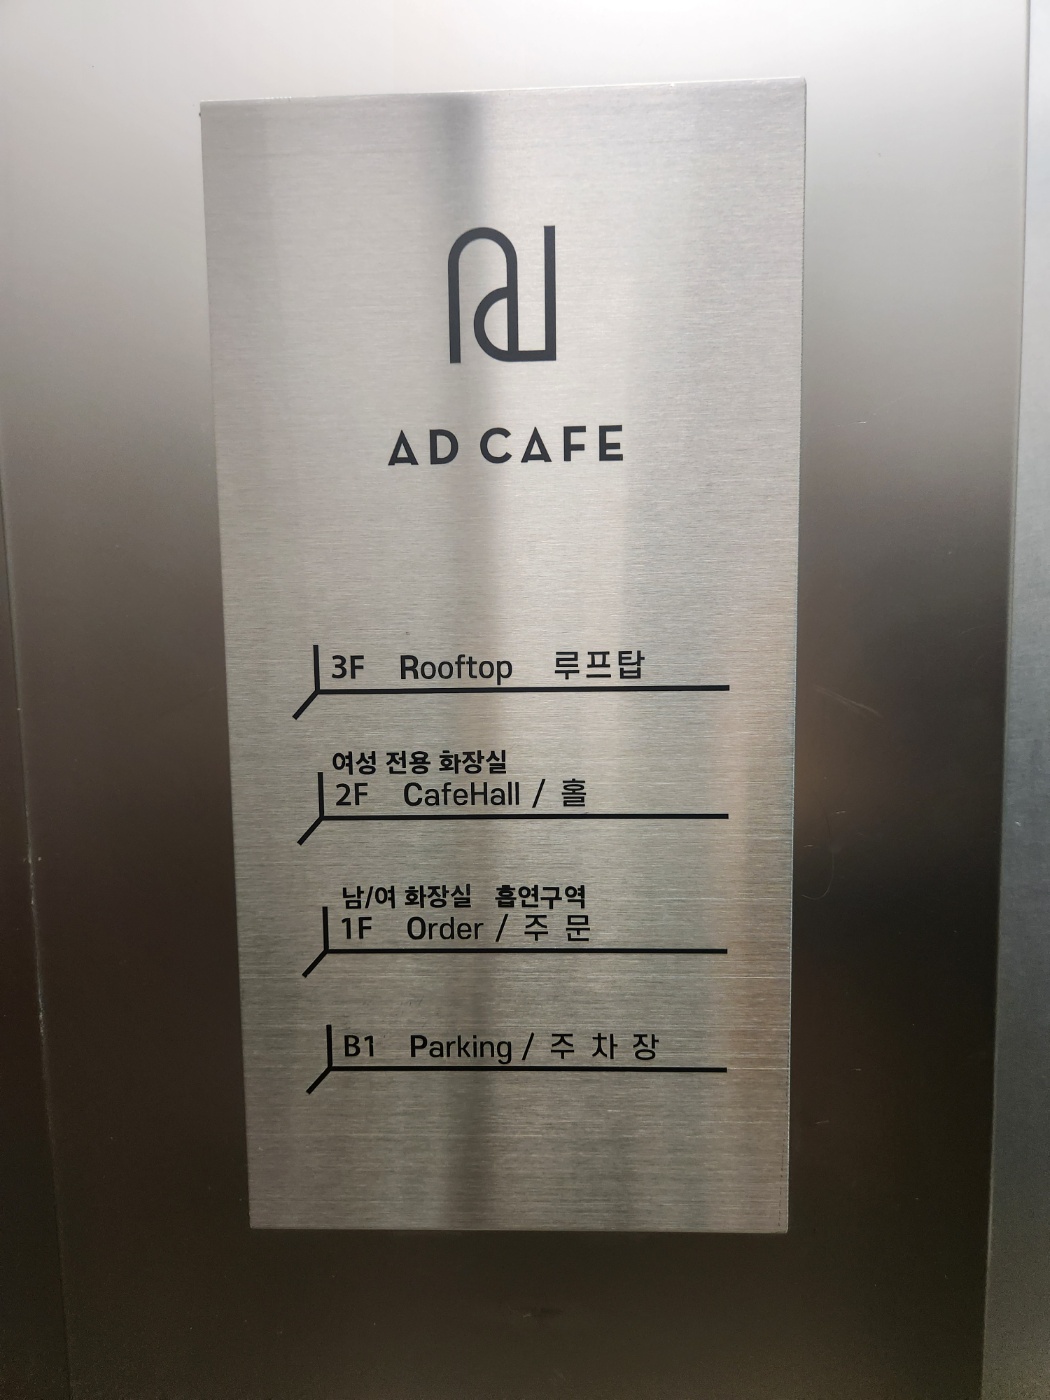 ad
AD CAFE
3F Rooftop 루프탑
여성 전용 화장실
2F CafeHall / 홀
남/여 화장실 흡연구역
1F Order / 주 문
B1 Parking / 주 차 장